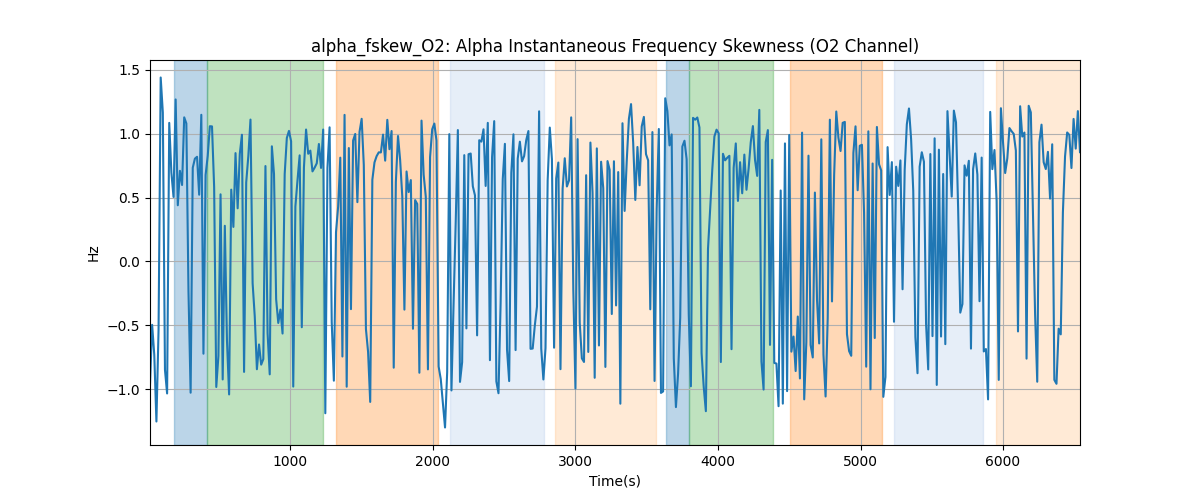 alpha_fskew_O2: Alpha Instantaneous Frequency Skewness (O2 Channel)
1.5
1.0
0.5
0.0
−0.5
−1.0
Hz
1000 2000 3000 4000 5000 6000
Time(s)